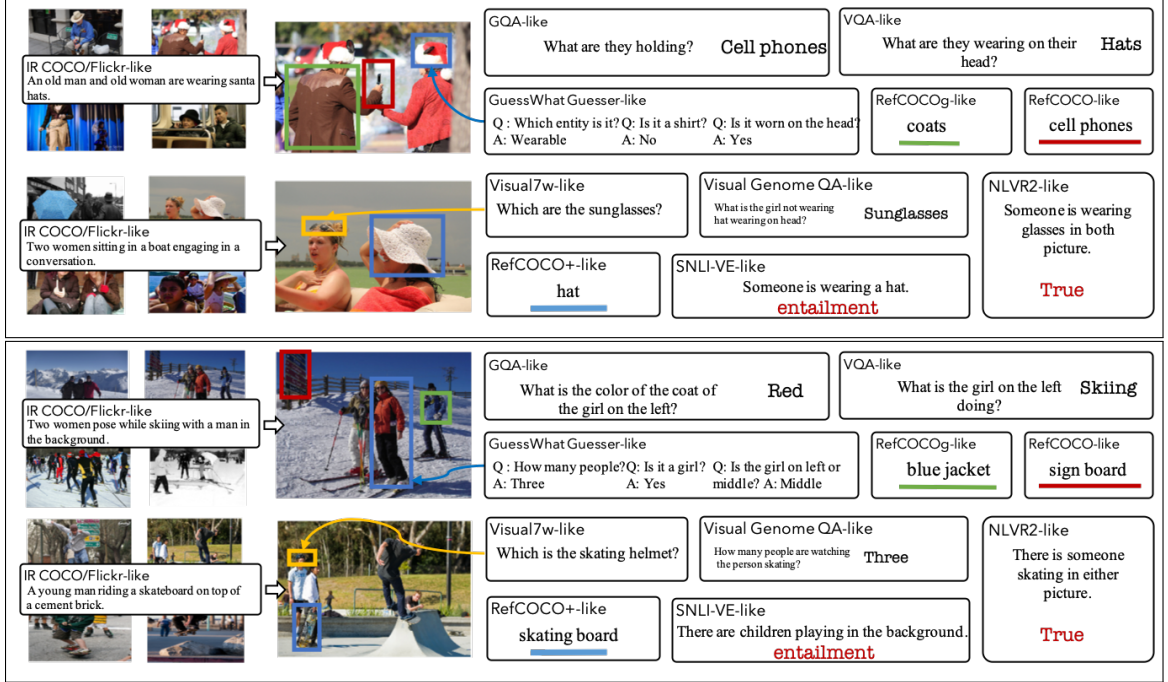 IR COCO/Flickr-like
An old man and old woman are wearing santa
hats.
GQA-like
What are they holding? Cell phones
VQA-like
What are they wearing on their
head?
Hats
GuessWhat Guesser-like
Q : Which entity is it? Q: Is it a shirt? Q: Is it worn on the head?
A: Wearable A: No A: Yes
RefCOCOg-like
coats
RefCOCO-like
cell phones
IR COCO/Flickr-like
Two women sitting in a boat engaging in a
conversation.
Visual7w-like
Which are the sunglasses?
Visual Genome QA-like
What is the girl not wearing
hat wearing on head?
Sunglasses
NLVR2-like
Someone is wearing
glasses in both
picture.
True
RefCOCO+-like
hat
SNLI-VE-like
Someone is wearing a hat.
entailment
IR COCO/Flickr-like
Two women pose while skiing with a man in
the background.
GQA-like
What is the color of the coat of
the girl on the left?
Red
VQA-like
What is the girl on the left
doing?
Skiing
GuessWhat Guesser-like
Q : How many people? Q: Is it a girl? Q: Is the girl on left or
A: Three A: Yes middle? A: Middle
RefCOCOg-like
blue jacket
RefCOCO-like
sign board
IR COCO/Flickr-like
A young man riding a skateboard on top of
a cement brick.
Visual7w-like
Which is the skating helmet?
Visual Genome QA-like
How many people are watching
the person skating?
Three
NLVR2-like
There is someone
skating in either
picture.
True
RefCOCO+-like
skating board
SNLI-VE-like
There are children playing in the background.
entailment